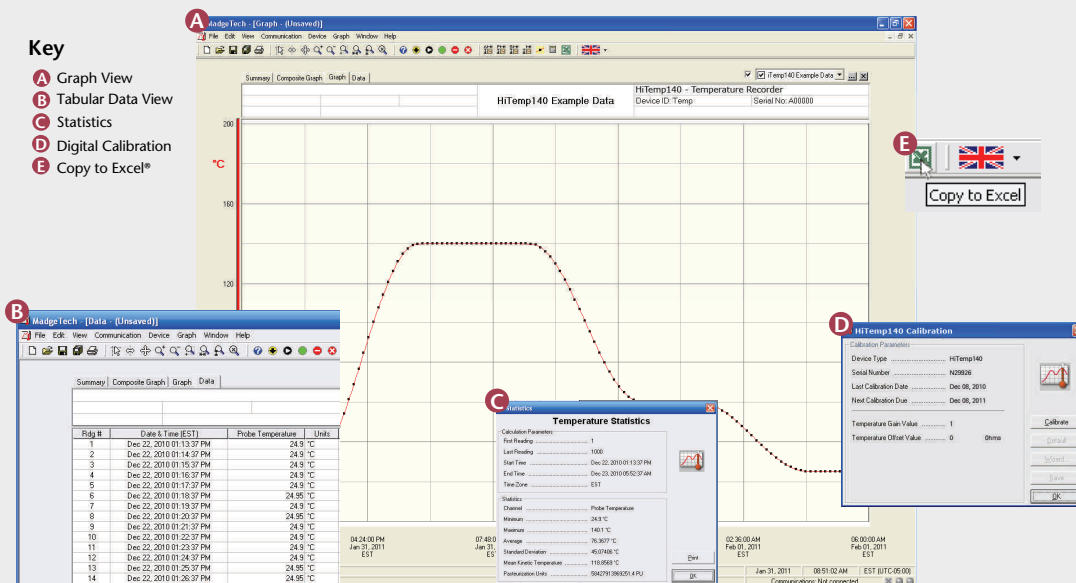 Key
A Graph View
B Tabular Data View
C Statistics
D Digital Calibration
E Copy to Excel®
A
MadgeTech - [Graph - (Unsaved)]
File Edit View Communication Device Graph Window Help
Summary Composite Graph Graph Data
iTemp140 Example Data
HiTemp140 Example Data
HiTemp140 - Temperature Recorder
Device ID: Temp Serial No: A00000
200
°C
160
120
04:24:00 PM
Jan 31, 2011
EST
07:48:0
Jan 31,
ES
02:36:00 AM
Feb 01, 2011
EST
06:00:00 AM
Feb 01, 2011
EST
Jan 31, 2011 08:51:02 AM EST (UTC-05:00)
Communications: Not connected
E
Copy to Excel
B
MadgeTech - [Data - (Unsaved)]
File Edit View Communication Device Graph Window Help
Summary Composite Graph Graph Data
Rdg # Date & Time (EST) Probe Temperature Units
1 Dec 22, 2010 01:13:37 PM 24.9 °C
2 Dec 22, 2010 01:14:37 PM 24.9 °C
3 Dec 22, 2010 01:15:37 PM 24.9 °C
4 Dec 22, 2010 01:16:37 PM 24.9 °C
5 Dec 22, 2010 01:17:37 PM 24.9 °C
6 Dec 22, 2010 01:18:37 PM 24.95 °C
7 Dec 22, 2010 01:19:37 PM 24.9 °C
8 Dec 22, 2010 01:20:37 PM 24.95 °C
9 Dec 22, 2010 01:21:37 PM 24.9 °C
10 Dec 22, 2010 01:22:37 PM 24.9 °C
11 Dec 22, 2010 01:23:37 PM 24.9 °C
12 Dec 22, 2010 01:24:37 PM 24.95 °C
13 Dec 22, 2010 01:25:37 PM 24.95 °C
14 Dec 22, 2010 01:26:37 PM 24.95 °C
C
Statistics
Temperature Statistics
Calculation Parameters
First Reading 1
Last Reading 1000
Start Time Dec 22, 2010 01:13:37 PM
End Time Dec 23, 2010 05:52:37 AM
Time Zone EST
Statistics
Channel Probe Temperature
Minimum 24.9 °C
Maximum 140.1 °C
Average 76.3677 °C
Standard Deviation 45.07406 °C
Mean Kinetic Temperature 118.8568 °C
Pasteurization Units 58427913969251.4 PU
Print
OK
D
HiTemp140 Calibration
Calibration Parameters
Device Type HiTemp140
Serial Number N29926
Last Calibration Date Dec 08, 2010
Next Calibration Due Dec 08, 2011
Temperature Gain Value 1
Temperature Offset Value 0 Ohms
Calibrate
Default
Wizard...
Save
OK